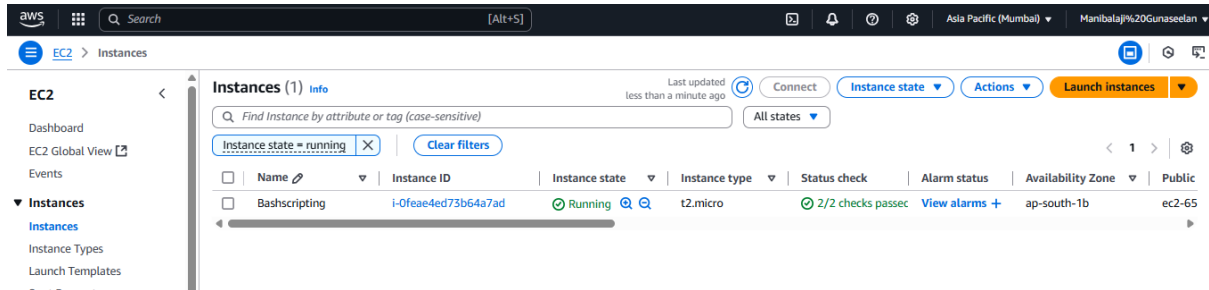 aws Search [Alt+S] Asia Pacific (Mumbai) Manibalaji%20Gunaseelan
EC2 > Instances
EC2
Dashboard
EC2 Global View
Events
Instances
Instances
Instance Types
Launch Templates
Instances (1) Info
Last updated
less than a minute ago
Connect Instance state Actions Launch instances
Find Instance by attribute or tag (case-sensitive) All states
Instance state = running Clear filters
1
Name Instance ID Instance state Instance type Status check Alarm status Availability Zone Public
Bashscripting i-0feae4ed73b64a7ad Running t2.micro 2/2 checks passec View alarms + ap-south-1b ec2-65